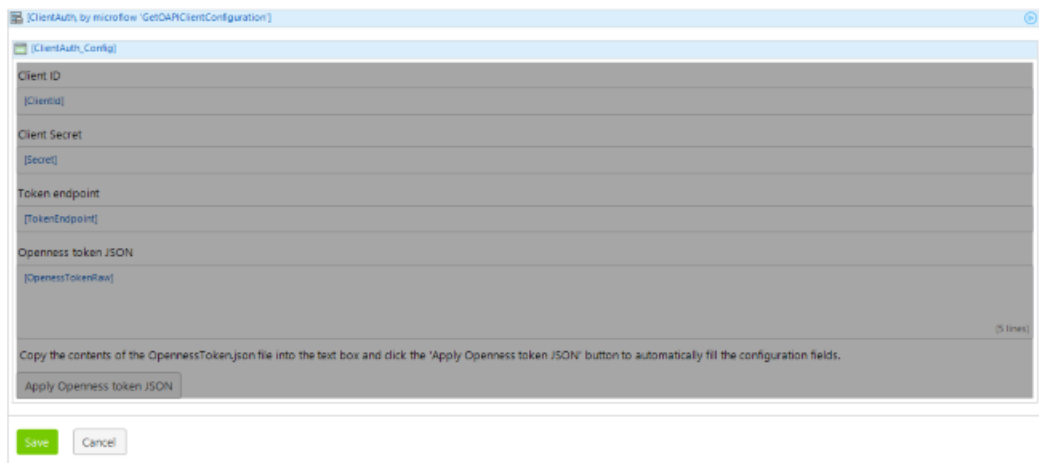 [ClientAuth, by microflow 'GetOAPIClientConfiguration']
[ClientAuth_Config]
Client ID
[ClientId]
Client Secret
[Secret]
Token endpoint
[TokenEndpoint]
Openness token JSON
[OpenessTokenRaw]
[5 lines]
Copy the contents of the OpennessToken.json file into the text box and click the 'Apply Openness token JSON' button to automatically fill the configuration fields.
Apply Openness token JSON
Save
Cancel